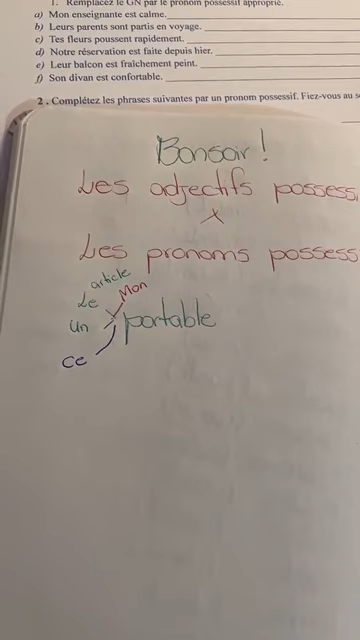 1. Remplacez le GN par le pronom possessif approprié.
a) Mon enseignante est calme.
b) Leurs parents sont partis en voyage.
c) Tes fleurs poussent rapidement.
d) Notre réservation est faite depuis hier.
e) Leur balcon est fraîchement peint.
f) Son divan est confortable.
2. Complétez les phrases suivantes par un pronom possessif. Fiez-vous au
Bonsoir!
Les adjectifs possess
x
Les pronoms possess
article
Le Mon
Un portable
Ce